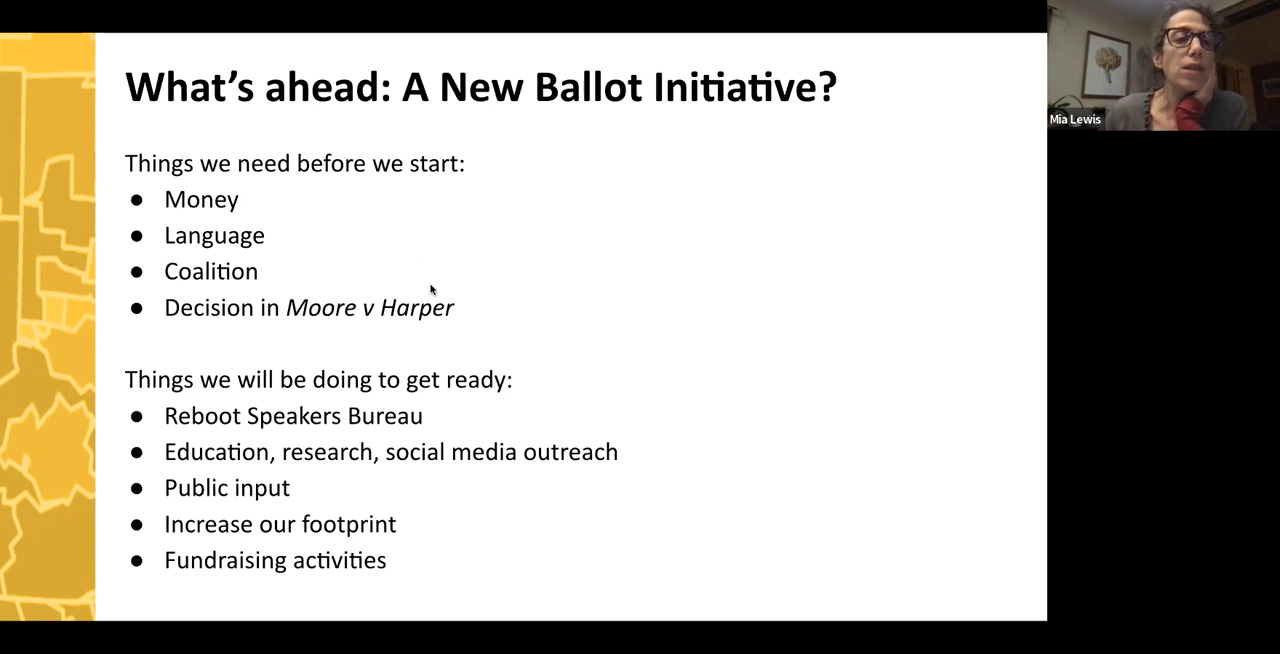 What's ahead: A New Ballot Initiative?
Things we need before we start:
● Money
● Language
● Coalition
● Decision in Moore v Harper
Things we will be doing to get ready:
● Reboot Speakers Bureau
● Education, research, social media outreach
● Public input
● Increase our footprint
● Fundraising activities
Mia Lewis